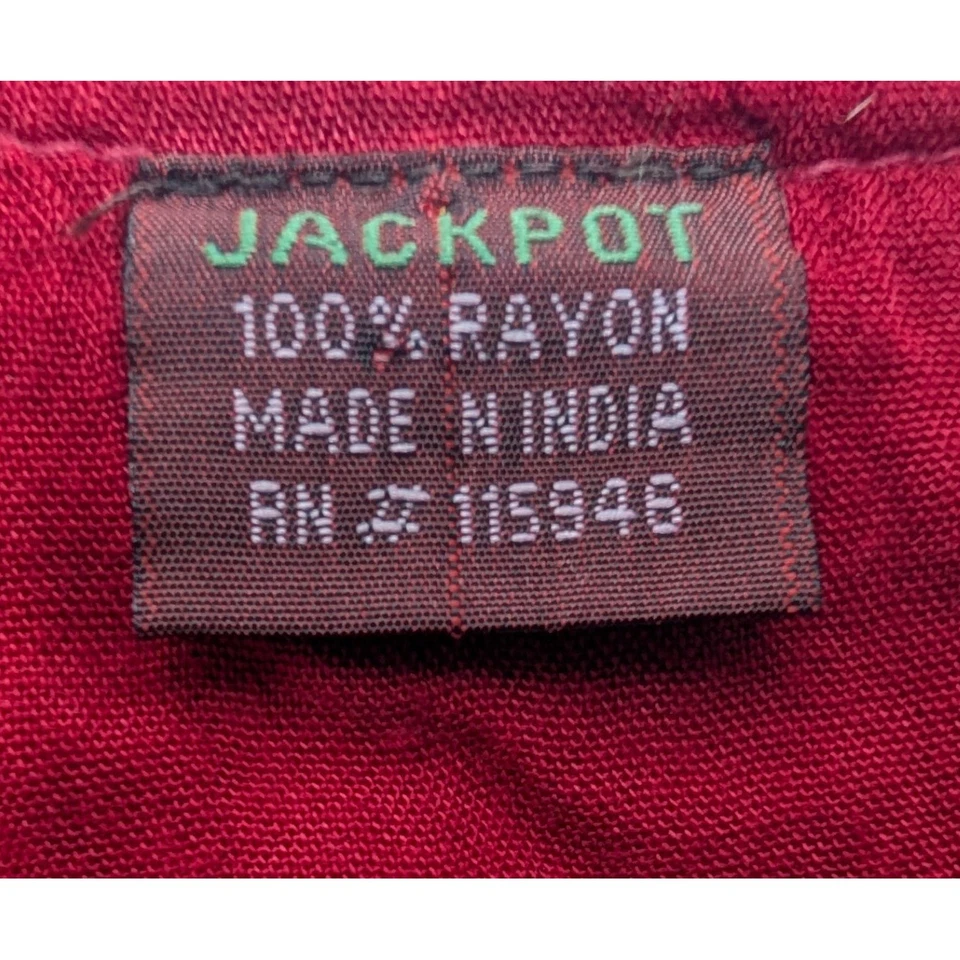 JACKPOT
100% RAYON
MADE IN INDIA
RN # 115946